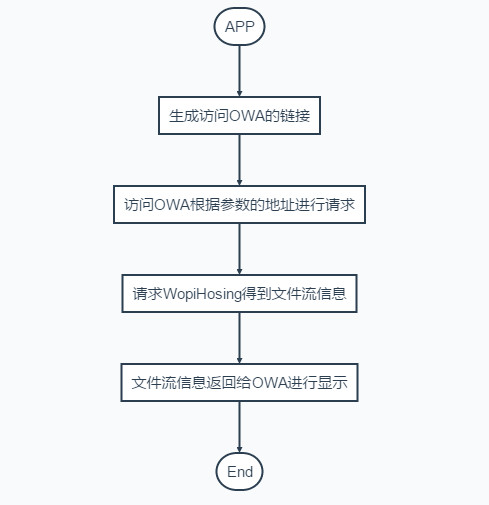 APP
生成访问OWA的链接
访问OWA根据参数的地址进行请求
请求WopiHosing得到文件流信息
文件流信息返回给OWA进行显示
End